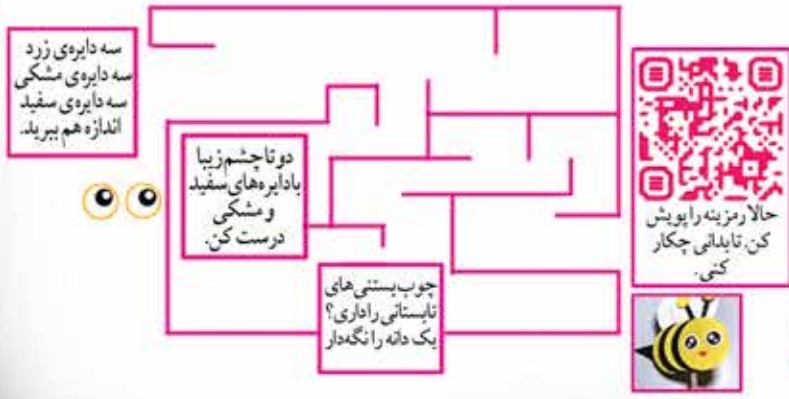 سه دایره‌ی زرد
سه دایره‌ی مشکی
سه دایره‌ی سفید
اندازه هم ببرید.
دو تا چشم زیبا
با دایره‌های سفید
و مشکی
درست کن.
چوب بستنی‌های
تابستانی را داری؟
یک دانه را نگه‌دار
حالا رمزینه را پویش
کن. تا بدانی چکار
کنی.